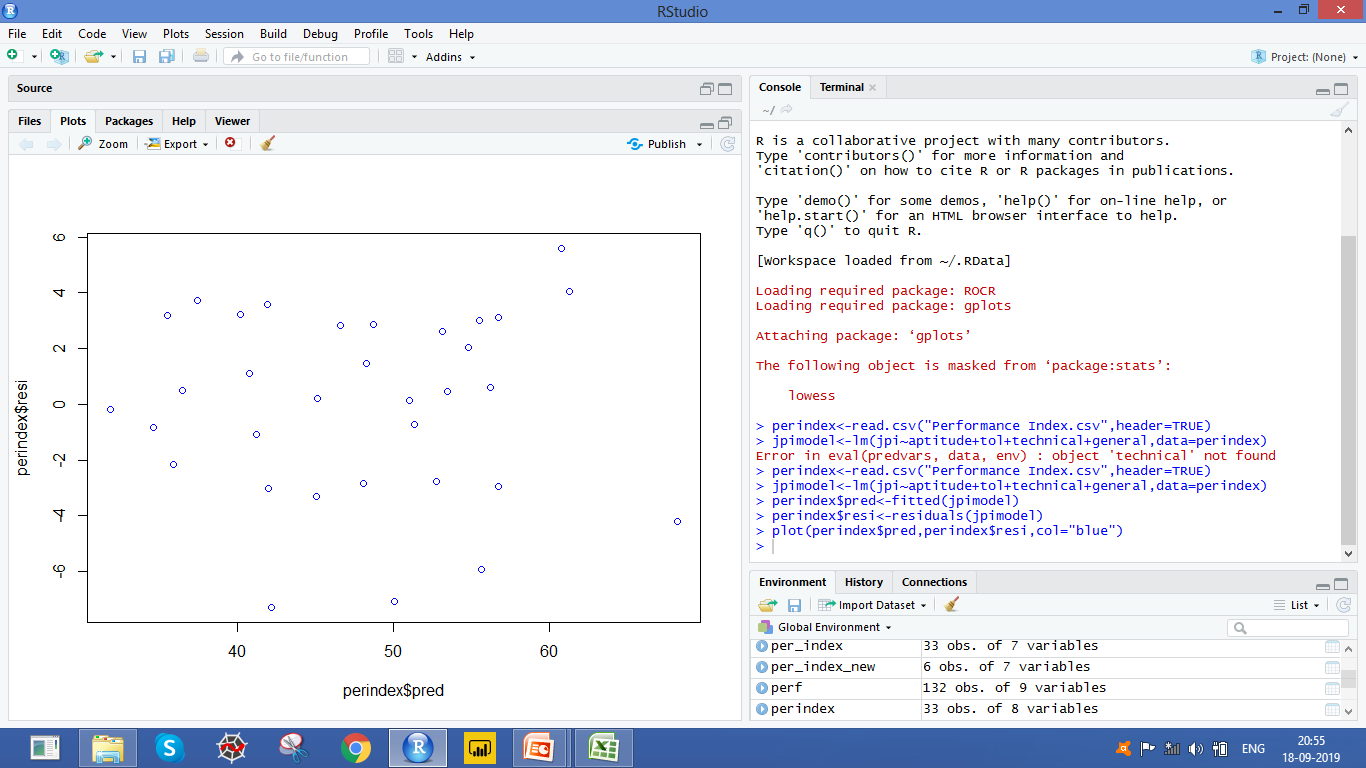 RStudio
File Edit Code View Plots Session Build Debug Profile Tools Help
Go to file/function Addins Project: (None)
Source
Files Plots Packages Help Viewer
Zoom Export Publish
6
4
2
0
-2
-4
-6
perindex$resi
40 50 60
perindex$pred
Console Terminal
~/
R is a collaborative project with many contributors.
Type 'contributors()' for more information and
'citation()' on how to cite R or R packages in publications.
Type 'demo()' for some demos, 'help()' for on-line help, or
'help.start()' for an HTML browser interface to help.
Type 'q()' to quit R.
[Workspace loaded from ~/.RData]
Loading required package: ROCR
Loading required package: gplots
Attaching package: ‘gplots’
The following object is masked from ‘package:stats’:
lowess
> perindex<-read.csv("Performance Index.csv",header=TRUE)
> jpimodel<-lm(jpi~aptitude+tol+technical+general,data=perindex)
Error in eval(predvars, data, env) : object 'technical' not found
> perindex<-read.csv("Performance Index.csv",header=TRUE)
> jpimodel<-lm(jpi~aptitude+tol+technical+general,data=perindex)
> perindex$pred<-fitted(jpimodel)
> perindex$resi<-residuals(jpimodel)
> plot(perindex$pred,perindex$resi,col="blue")
>
Environment History Connections
Import Dataset List
Global Environment
per_index 33 obs. of 7 variables
per_index_new 6 obs. of 7 variables
perf 132 obs. of 9 variables
perindex 33 obs. of 8 variables
ENG 20:55
18-09-2019